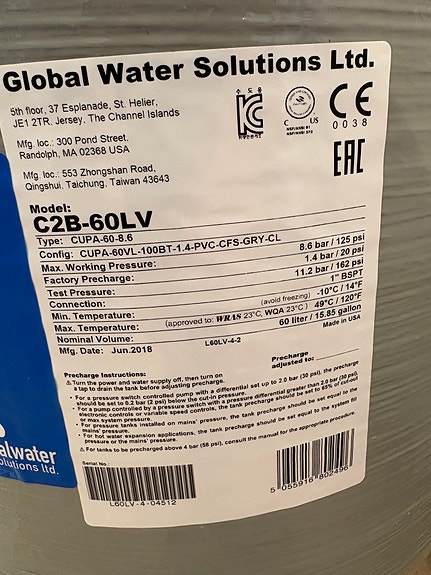 Global Water Solutions Ltd.
5th floor, 37 Esplanade, St. Helier,
JE1 2TR, Jersey, The Channel Islands
Mfg. loc.: 300 Pond Street,
Randolph, MA 02368 USA
Mfg. loc.: 553 Zhongshan Road,
Qingshui, Taichung, Taiwan 43643
수 도 용
C US
NSF/ANSI 61
NSF/ANSI 372
CE
0038
EAC
Model:
C2B-60LV
Type: CUPA-60-8.6
Config: CUPA-60VL-100BT-1.4-PVC-CFS-GRY-CL
Max. Working Pressure: 8.6 bar / 125 psi
Factory Precharge: 1.4 bar / 20 psi
Test Pressure: 11.2 bar / 162 psi
Connection: 1" BSPT
Min. Temperature: (avoid freezing) -10°C / 14°F
Max. Temperature: (approved to: WRAS 23°C, WQA 23°C) 49°C / 120°F
Nominal Volume: 60 liter / 15.85 gallon
Mfg. Date: Jun.2018 L60LV-4-2 Made in USA
Precharge
adjusted to:
Precharge Instructions:
⚠ Turn the power and water supply off, then turn on
a tap to drain the tank before adjusting precharge.
• For a pressure switch controlled pump with a differential set up to 2.0 bar (30 psi), the precharge
should be set to 0.2 bar (2 psi) below the cut-in pressure.
• For a pump controlled by a pressure switch with a pressure differential greater than 2.0 bar (30 psi),
electronic controls or variable speed controls, the tank precharge should be set to 65% of cut-out
or max system pressure.
• For pressure tanks installed on mains' pressure, the tank precharge should be set equal to the
mains' pressure.
• For hot water expansion applications, the tank precharge should be set equal to the system fill
pressure or the mains' pressure.
⚠ For tanks to be precharged above 4 bar (58 psi), consult the manual for the appropriate procedure.
Serial No.:
L60LV-4-04512
5 055916 802496
alwater
olutions ltd.